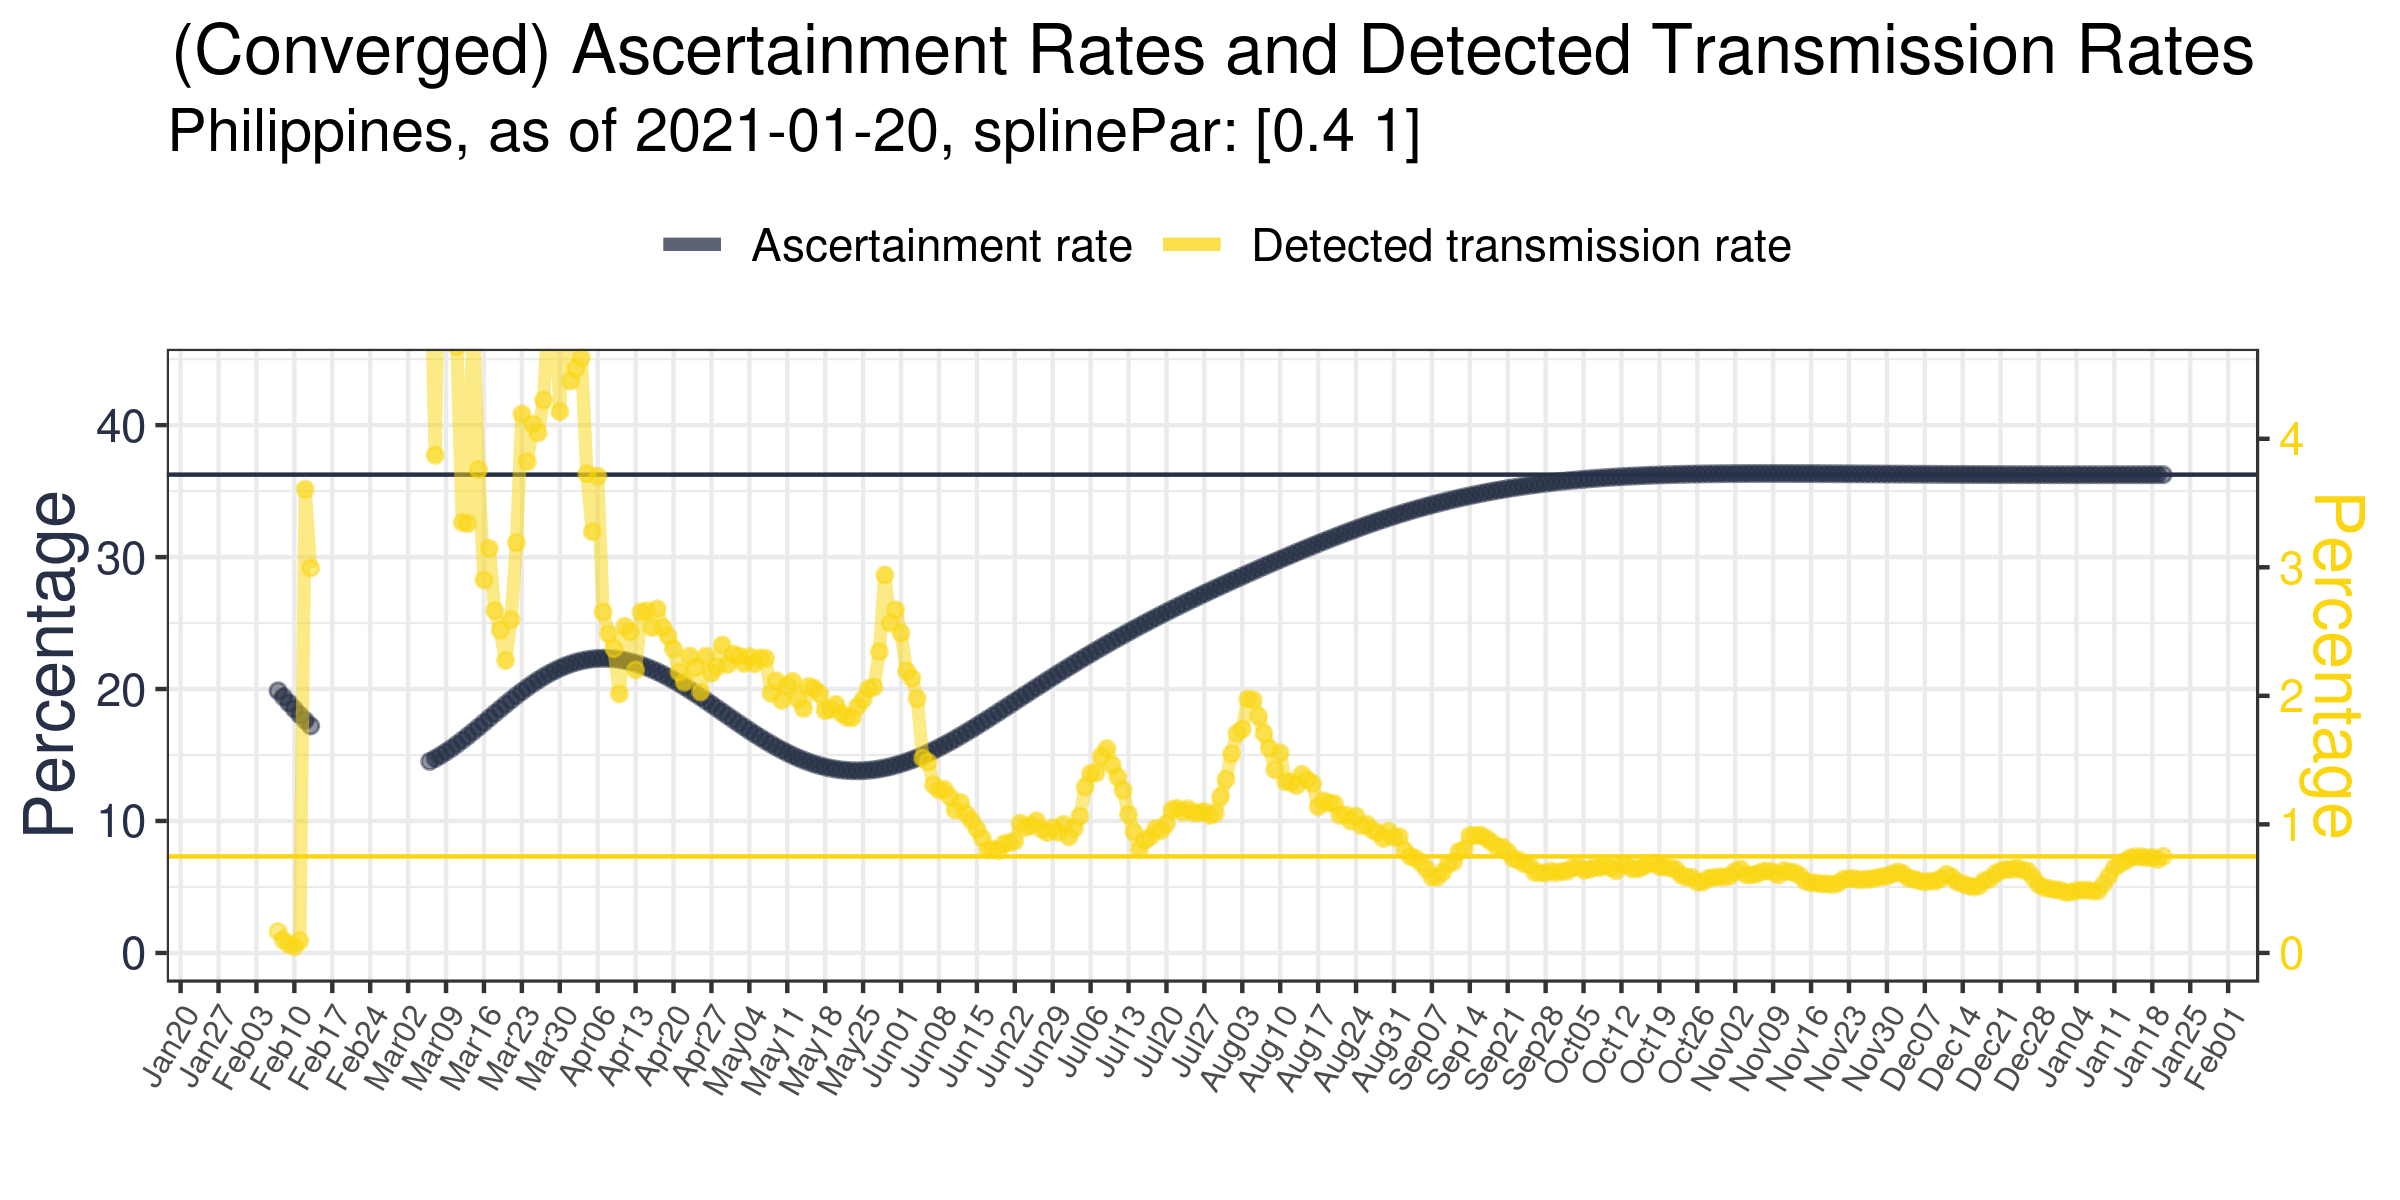 (Converged) Ascertainment Rates and Detected Transmission Rates
Philippines, as of 2021-01-20, splinePar: [0.4 1]
Ascertainment rate Detected transmission rate
Percentage
40
30
20
10
0
4
3
2
1
0
Percentage
Jan20 Jan27 Feb03 Feb10 Feb17 Feb24 Mar02 Mar09 Mar16 Mar23 Mar30 Apr06 Apr13 Apr20 Apr27 May04 May11 May18 May25 Jun01 Jun08 Jun15 Jun22 Jun29 Jul06 Jul13 Jul20 Jul27 Aug03 Aug10 Aug17 Aug24 Aug31 Sep07 Sep14 Sep21 Sep28 Oct05 Oct12 Oct19 Oct26 Nov02 Nov09 Nov16 Nov23 Nov30 Dec07 Dec14 Dec21 Dec28 Jan04 Jan11 Jan18 Jan25 Feb01